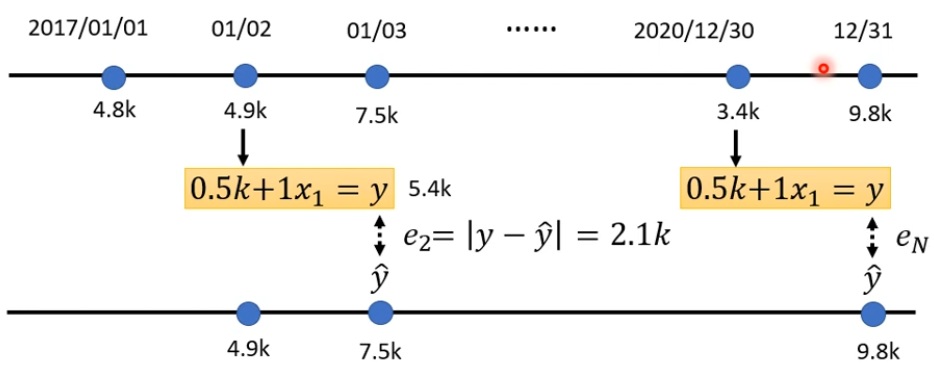 2017/01/01 01/02 01/03 ······ 2020/12/30 12/31
4.8k 4.9k 7.5k 3.4k 9.8k
0.5k+1x₁ = y 5.4k 0.5k+1x₁ = y
e₂= |y − ŷ| = 2.1k e_N
ŷ ŷ
4.9k 7.5k 9.8k